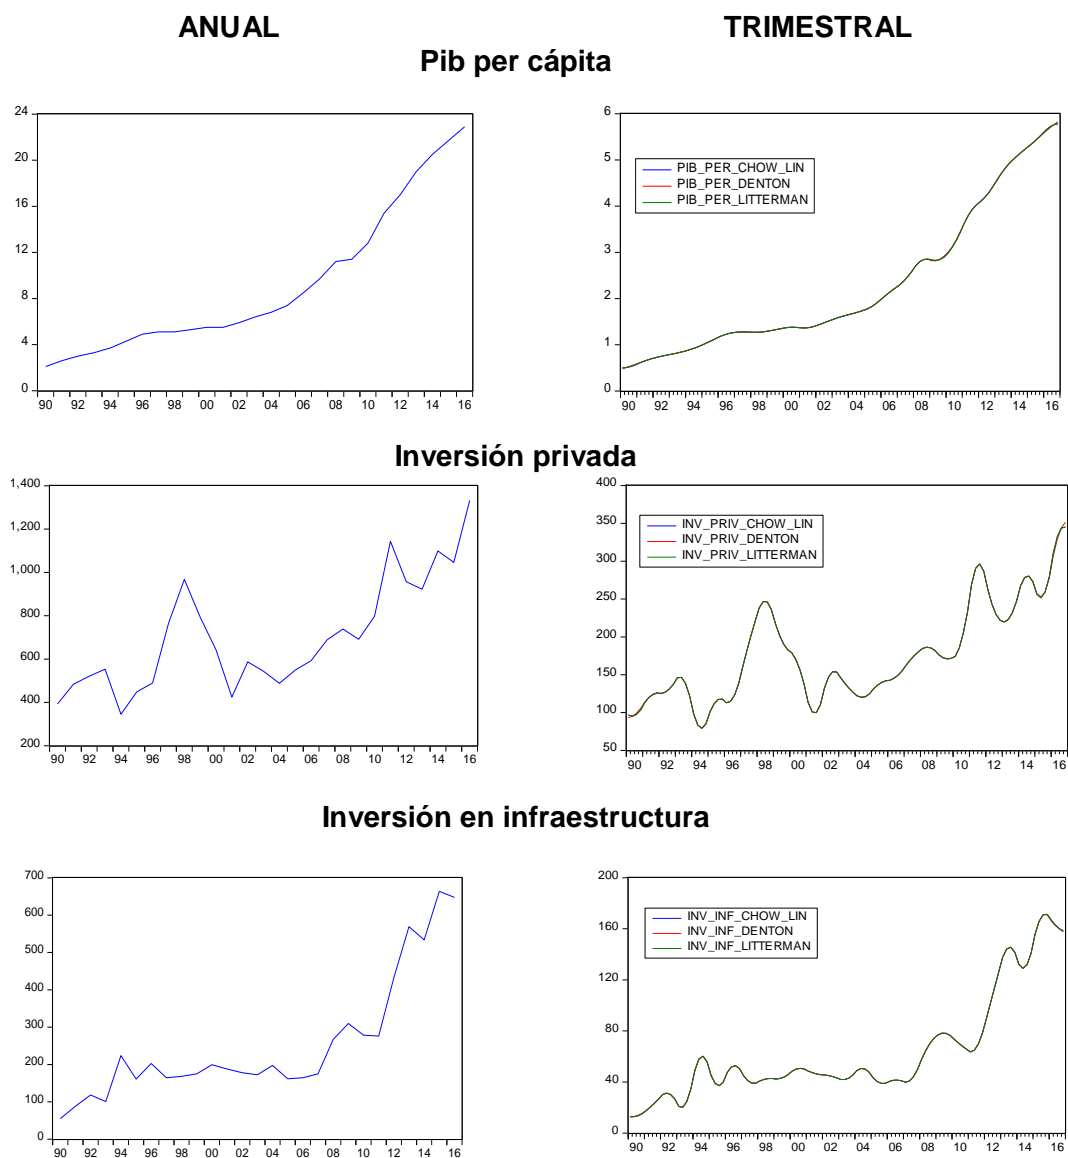 ANUAL TRIMESTRAL
Pib per cápita
24
20
16
12
8
4
0
90 92 94 96 98 00 02 04 06 08 10 12 14 16
6
5
4
3
2
1
0
PIB_PER_CHOW_LIN
PIB_PER_DENTON
PIB_PER_LITTERMAN
90 92 94 96 98 00 02 04 06 08 10 12 14 16
Inversión privada
1,400
1,200
1,000
800
600
400
200
90 92 94 96 98 00 02 04 06 08 10 12 14 16
400
350
300
250
200
150
100
50
INV_PRIV_CHOW_LIN
INV_PRIV_DENTON
INV_PRIV_LITTERMAN
90 92 94 96 98 00 02 04 06 08 10 12 14 16
Inversión en infraestructura
700
600
500
400
300
200
100
0
90 92 94 96 98 00 02 04 06 08 10 12 14 16
200
160
120
80
40
0
INV_INF_CHOW_LIN
INV_INF_DENTON
INV_INF_LITTERMAN
90 92 94 96 98 00 02 04 06 08 10 12 14 16